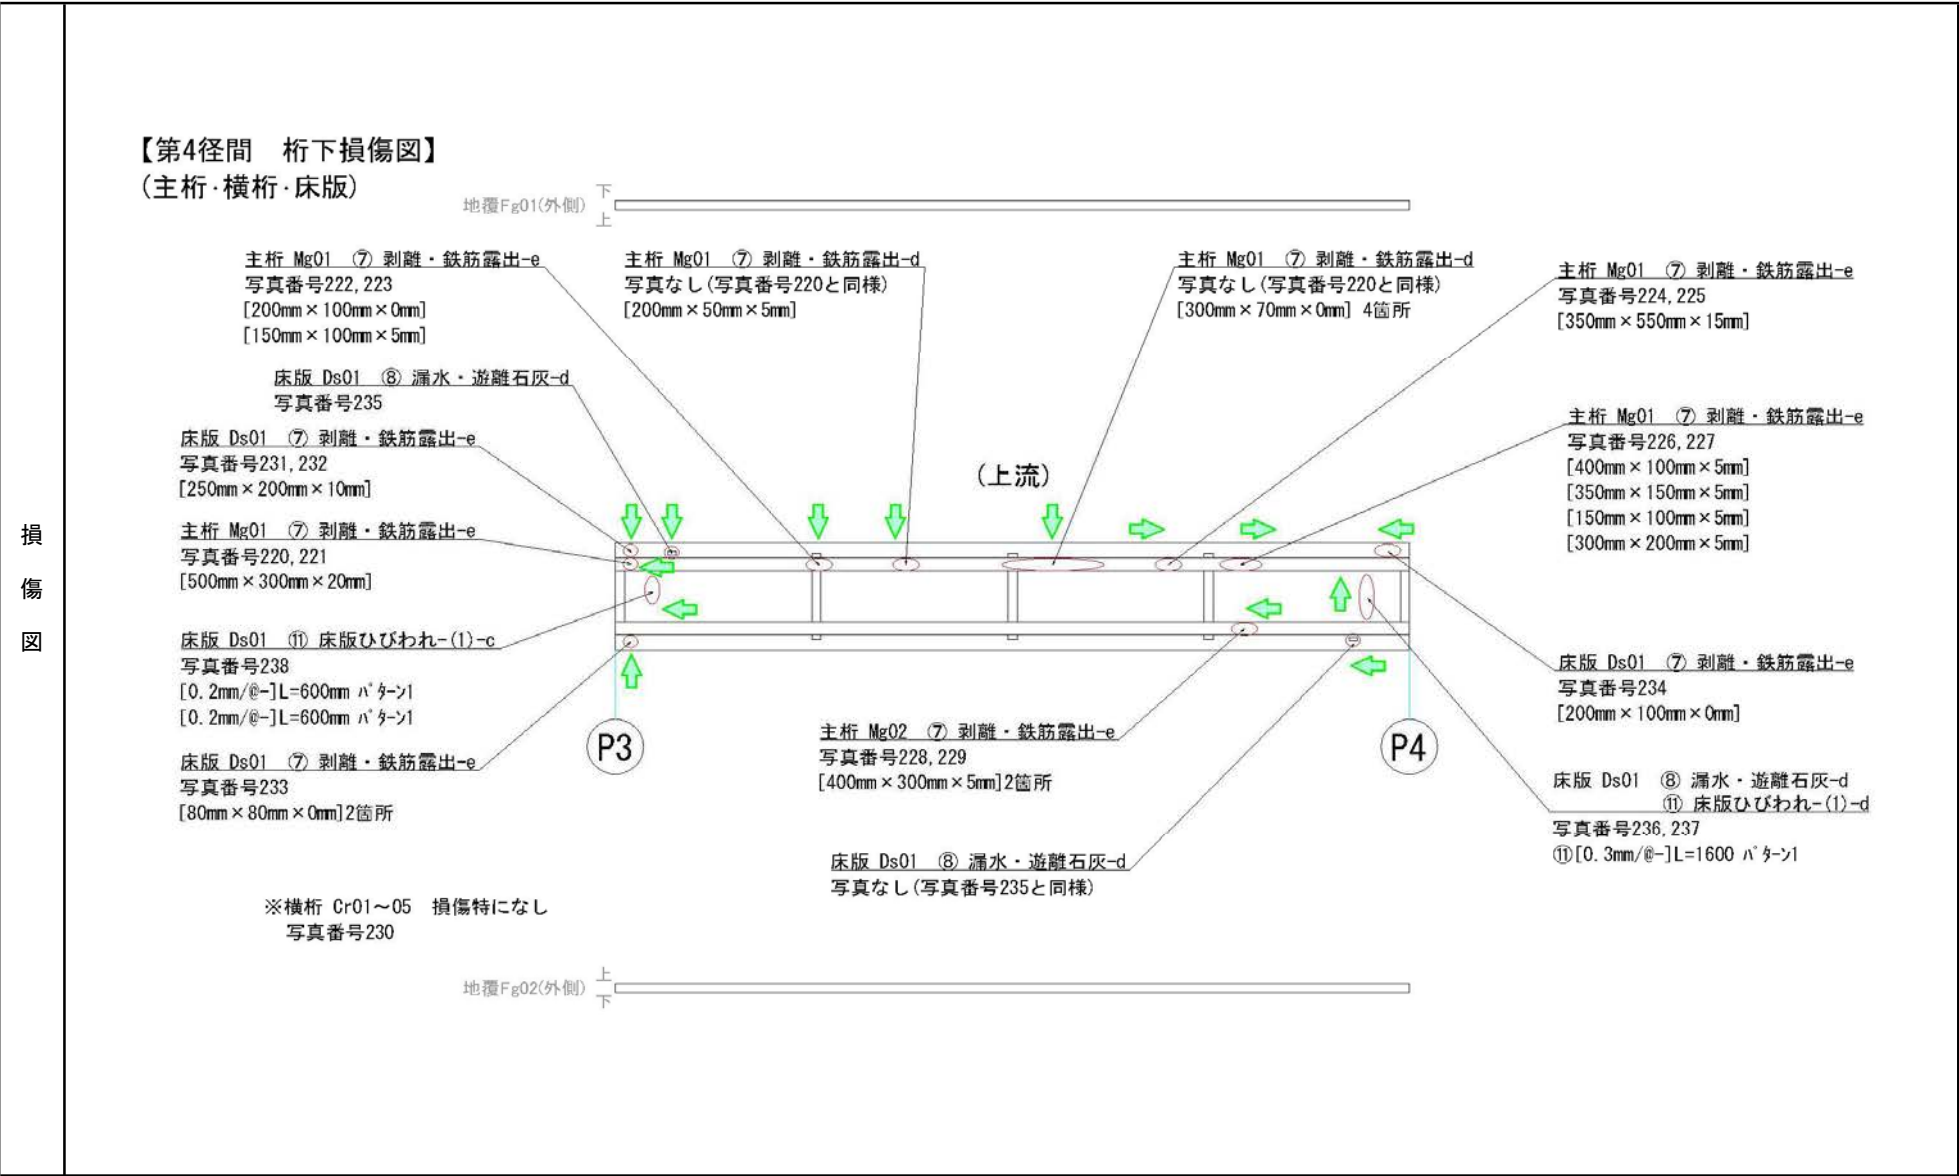 損傷図
【第4径間　桁下損傷図】
(主桁･横桁･床版)
地覆Fg01(外側)
下
上
主桁 Mg01　⑦ 剥離・鉄筋露出-e
写真番号222,223
[200mm×100mm×0mm]
[150mm×100mm×5mm]
主桁 Mg01　⑦ 剥離・鉄筋露出-d
写真なし(写真番号220と同様)
[200mm×50mm×5mm]
主桁 Mg01　⑦ 剥離・鉄筋露出-d
写真なし(写真番号220と同様)
[300mm×70mm×0mm] 4箇所
主桁 Mg01　⑦ 剥離・鉄筋露出-e
写真番号224,225
[350mm×550mm×15mm]
床版 Ds01　⑧ 漏水・遊離石灰-d
写真番号235
床版 Ds01　⑦ 剥離・鉄筋露出-e
写真番号231,232
[250mm×200mm×10mm]
主桁 Mg01　⑦ 剥離・鉄筋露出-e
写真番号226,227
[400mm×100mm×5mm]
[350mm×150mm×5mm]
[150mm×100mm×5mm]
[300mm×200mm×5mm]
(上流)
主桁 Mg01　⑦ 剥離・鉄筋露出-e
写真番号220,221
[500mm×300mm×20mm]
床版 Ds01　⑪ 床版ひびわれ-(1)-c
写真番号238
[0.2mm/@-]L=600mm ﾊﾟﾀｰﾝ1
[0.2mm/@-]L=600mm ﾊﾟﾀｰﾝ1
床版 Ds01　⑦ 剥離・鉄筋露出-e
写真番号234
[200mm×100mm×0mm]
P3
P4
主桁 Mg02　⑦ 剥離・鉄筋露出-e
写真番号228,229
[400mm×300mm×5mm]2箇所
床版 Ds01　⑦ 剥離・鉄筋露出-e
写真番号233
[80mm×80mm×0mm]2箇所
床版 Ds01　⑧ 漏水・遊離石灰-d
⑪ 床版ひびわれ-(1)-d
写真番号236,237
⑪[0.3mm/@-]L=1600 ﾊﾟﾀｰﾝ1
床版 Ds01　⑧ 漏水・遊離石灰-d
写真なし(写真番号235と同様)
※横桁 Cr01～05　損傷特になし
写真番号230
地覆Fg02(外側)
上
下